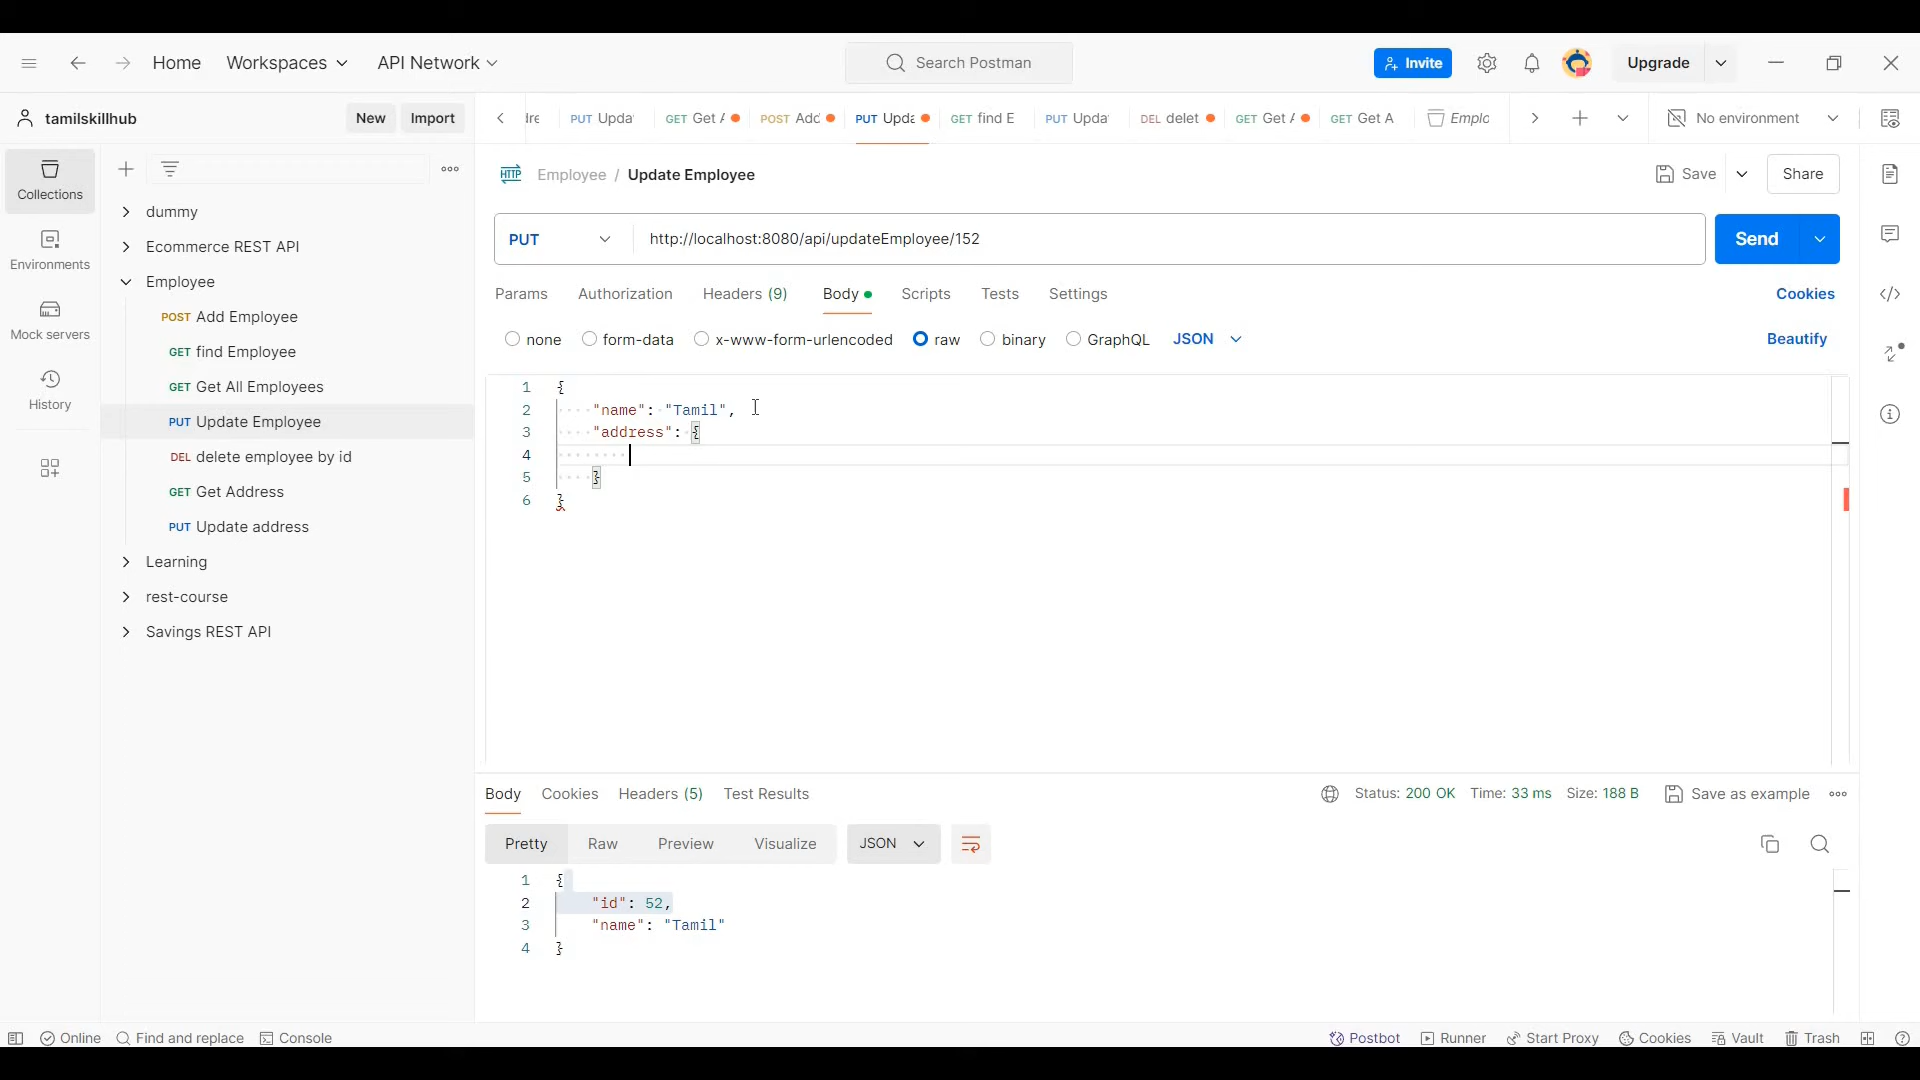 Home Workspaces API Network Search Postman Invite Upgrade
tamilskillhub New Import
PUT Upda GET Get A POST Add PUT Upda GET find E PUT Upda DEL delet GET Get A GET Get A Emplo No environment
Collections
Environments
Mock servers
History
dummy
Ecommerce REST API
Employee
POST Add Employee
GET find Employee
GET Get All Employees
PUT Update Employee
DEL delete employee by id
GET Get Address
PUT Update address
Learning
rest-course
Savings REST API
HTTP Employee / Update Employee Save Share
PUT http://localhost:8080/api/updateEmployee/152 Send
Params Authorization Headers (9) Body Scripts Tests Settings Cookies
none form-data x-www-form-urlencoded raw binary GraphQL JSON Beautify
1 {
2 "name": "Tamil",
3 "address": {
4
5 }
6 }
Body Cookies Headers (5) Test Results Status: 200 OK Time: 33 ms Size: 188 B Save as example
Pretty Raw Preview Visualize JSON
1 {
2 "id": 52,
3 "name": "Tamil"
4 }
Online Find and replace Console Postbot Runner Start Proxy Cookies Vault Trash